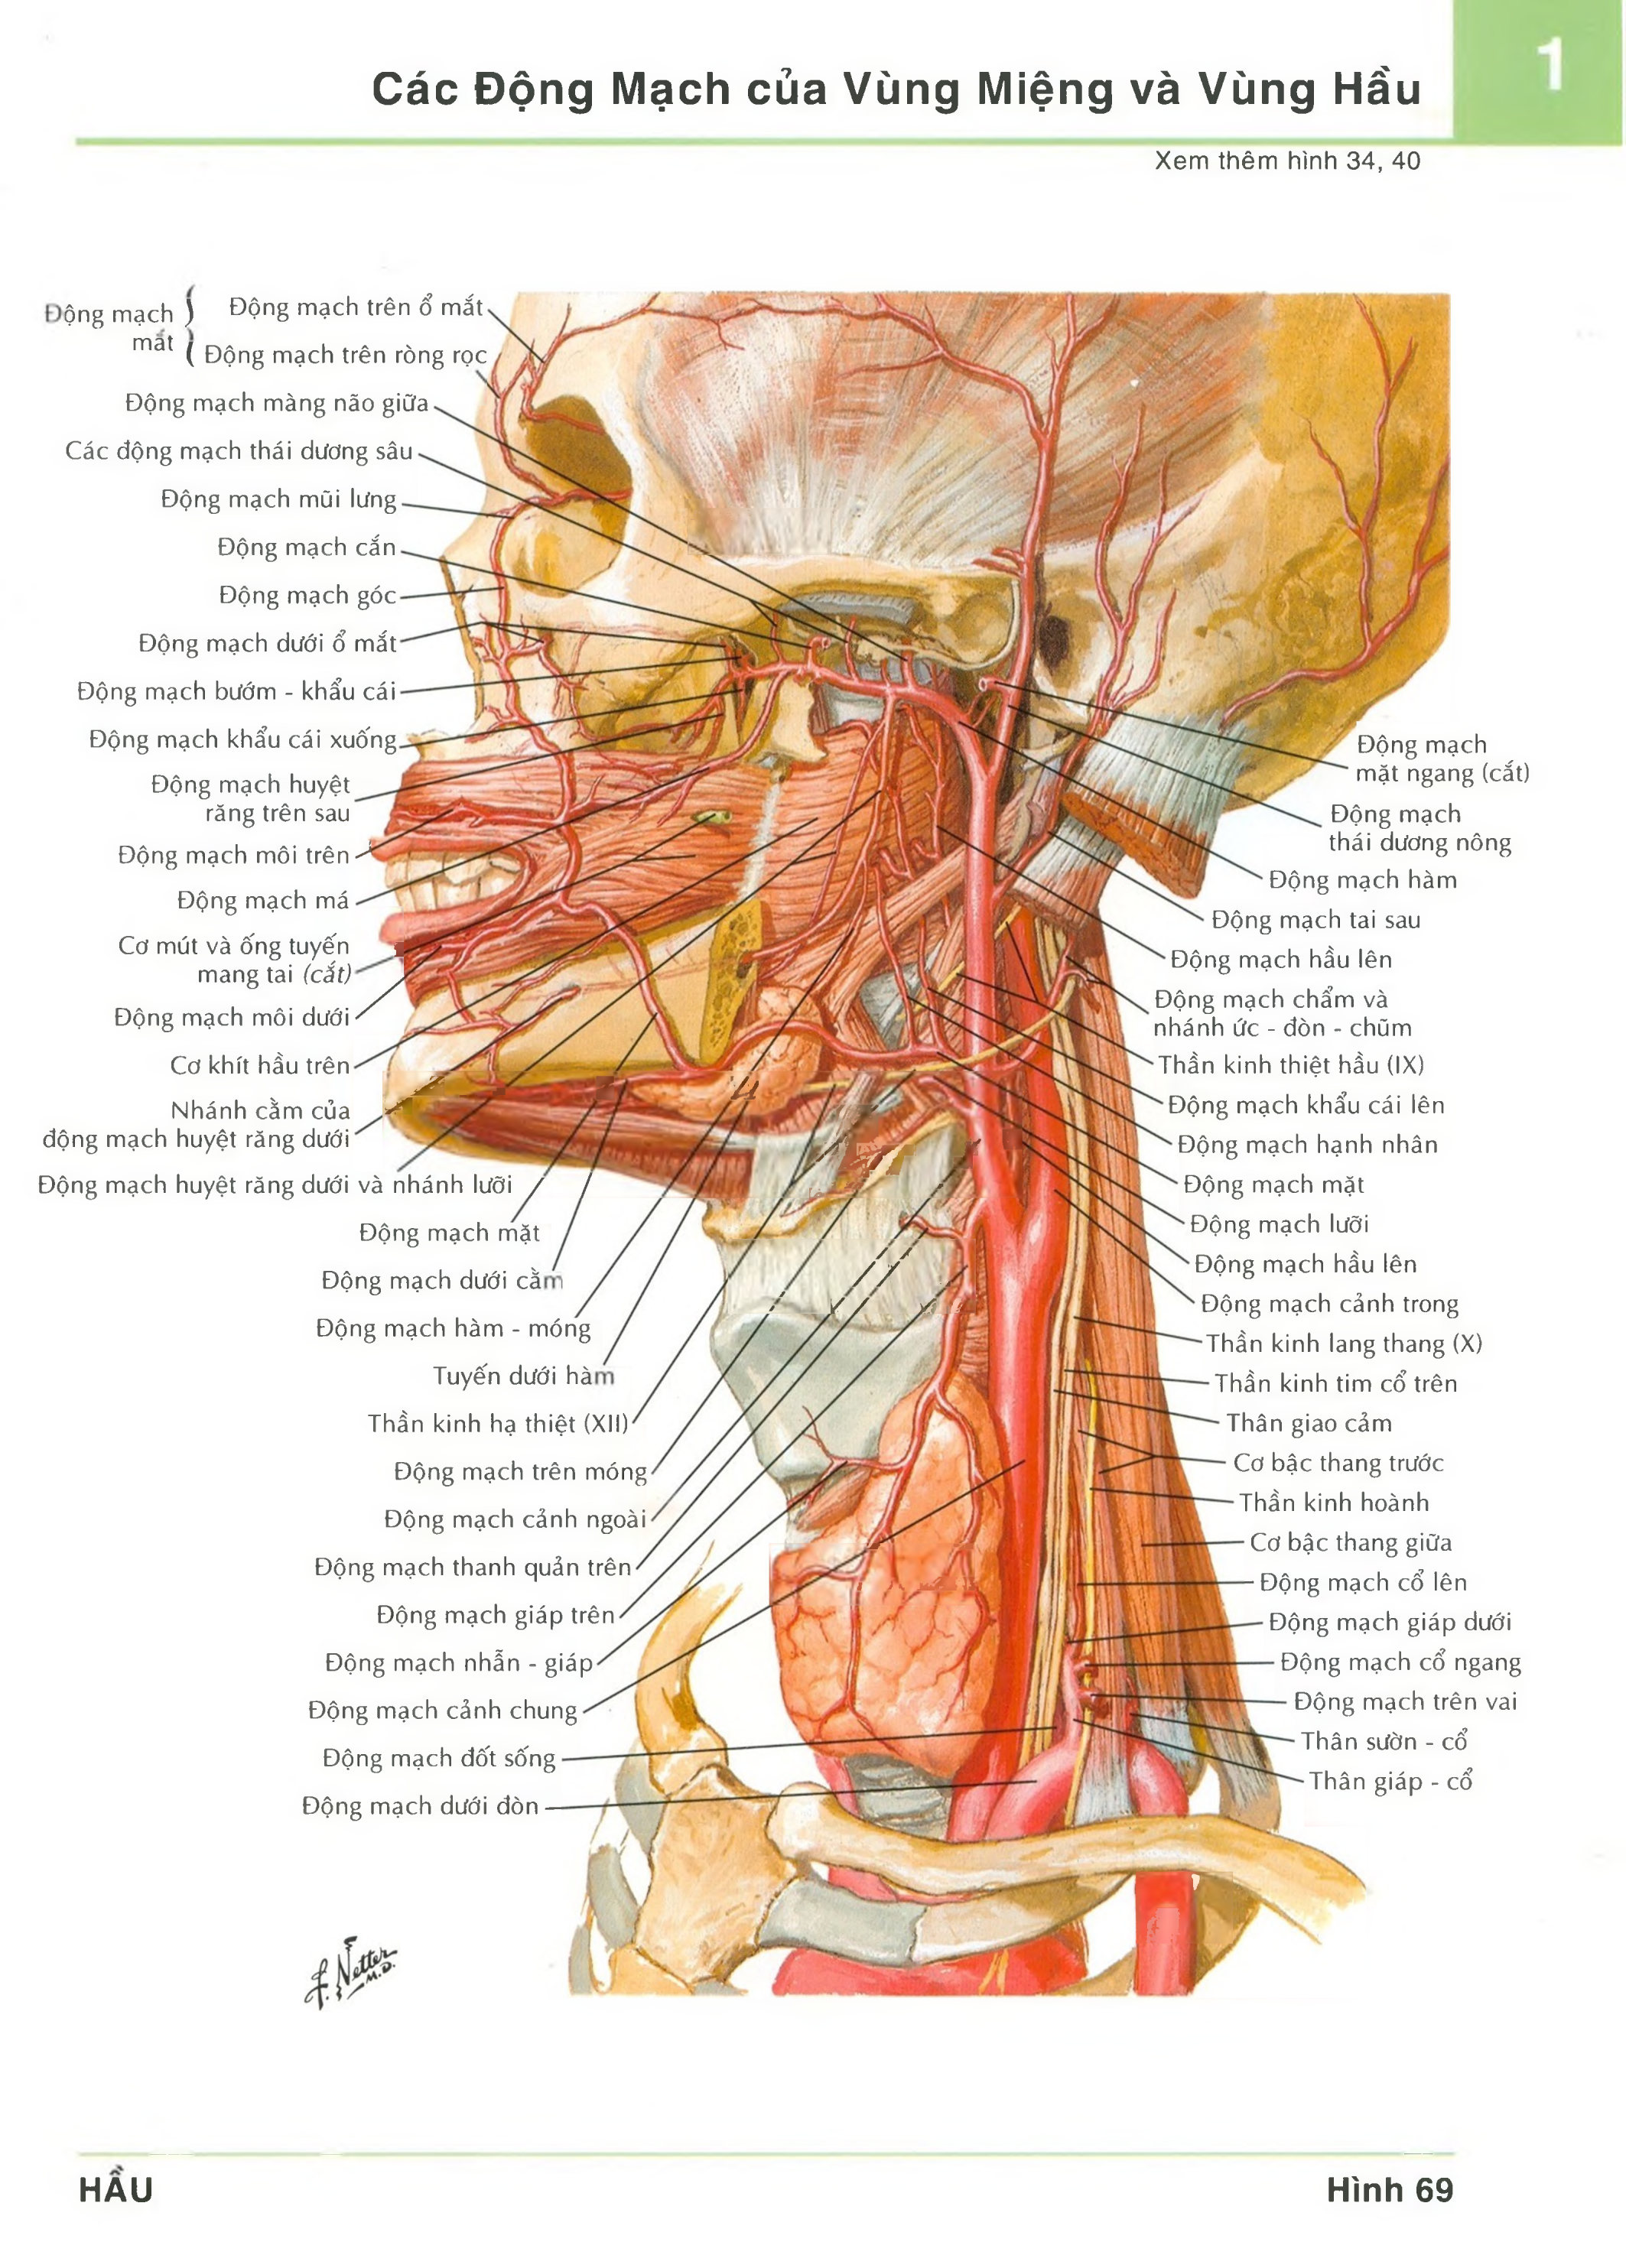 1
Các Động Mạch của Vùng Miệng và Vùng Hầu
Xem thêm hình 34, 40
Động mạch
mắt
Động mạch trên ổ mắt
Động mạch trên ròng rọc
Động mạch màng não giữa
Các động mạch thái dương sâu
Động mạch mũi lưng
Động mạch cắn
Động mạch góc
Động mạch dưới ổ mắt
Động mạch bướm - khẩu cái
Động mạch khẩu cái xuống
Động mạch huyệt
răng trên sau
Động mạch môi trên
Động mạch má
Cơ mút và ống tuyến
mang tai (cắt)
Động mạch môi dưới
Cơ khít hầu trên
Nhánh cằm của
động mạch huyệt răng dưới
Động mạch huyệt răng dưới và nhánh lưỡi
Động mạch mặt
Động mạch dưới cằm
Động mạch hàm - móng
Tuyến dưới hàm
Thần kinh hạ thiệt (XII)
Động mạch trên móng
Động mạch cảnh ngoài
Động mạch thanh quản trên
Động mạch giáp trên
Động mạch nhẫn - giáp
Động mạch cảnh chung
Động mạch đốt sống
Động mạch dưới đòn
Động mạch
mặt ngang (cắt)
Động mạch
thái dương nông
Động mạch hàm
Động mạch tai sau
Động mạch hầu lên
Động mạch chẩm và
nhánh ức - đòn - chũm
Thần kinh thiệt hầu (IX)
Động mạch khẩu cái lên
Động mạch hạnh nhân
Động mạch mặt
Động mạch lưỡi
Động mạch hầu lên
Động mạch cảnh trong
Thần kinh lang thang (X)
Thần kinh tim cổ trên
Thân giao cảm
Cơ bậc thang trước
Thần kinh hoành
Cơ bậc thang giữa
Động mạch cổ lên
Động mạch giáp dưới
Động mạch cổ ngang
Động mạch trên vai
Thân sườn - cổ
Thân giáp - cổ
F. Netter
M.D.
HẦU
Hình 69